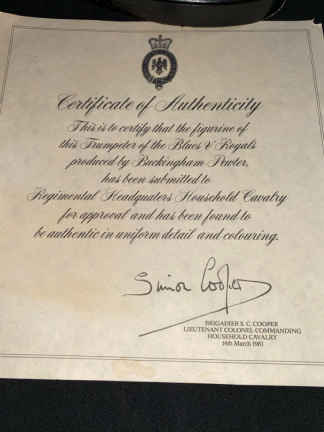 Certificate of Authenticity
This is to certify that the figurine of
this Trumpeter of the Blues & Royals
produced by Buckingham Pewter,
has been submitted to
Regimental Headquaters Household Cavalry
for approval and has been found to
be authentic in uniform detail and colouring.
Simon Cooper
BRIGADIER S. C. COOPER
LIEUTENANT COLONEL COMMANDING
HOUSEHOLD CAVALRY
16th March 1981